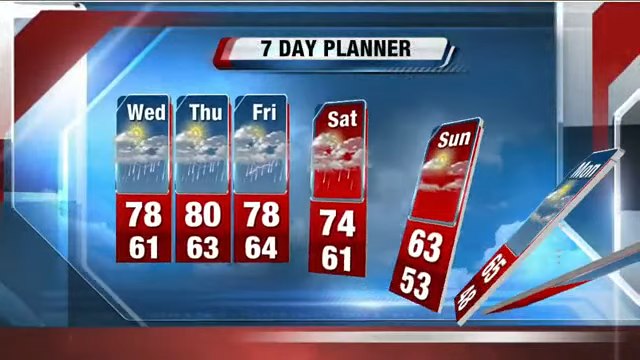 7 DAY PLANNER
Wed Thu Fri Sat Sun Mon
78 80 78 74 63
61 63 64 61 53